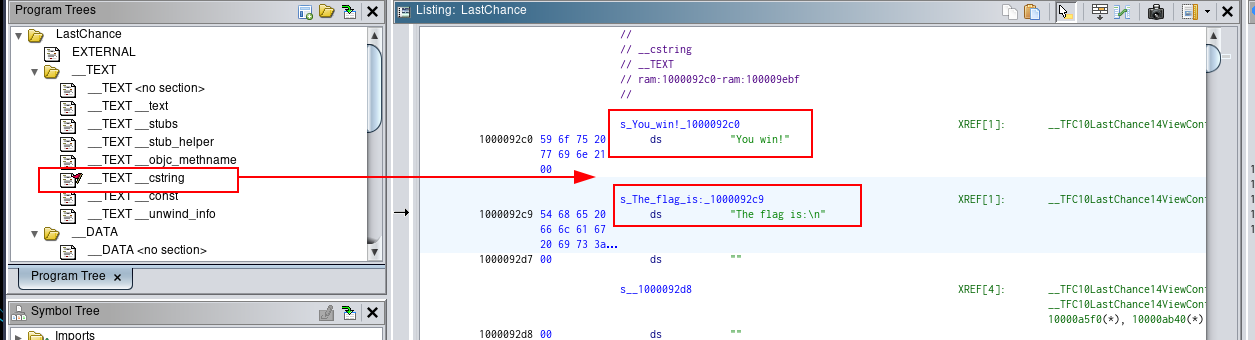 Program Trees
LastChance
EXTERNAL
__TEXT
__TEXT <no section>
__TEXT __text
__TEXT __stubs
__TEXT __stub_helper
__TEXT __objc_methname
__TEXT __cstring
__TEXT __const
__TEXT __unwind_info
__DATA
__DATA <no section>
Program Tree
Symbol Tree
Imports
Listing: LastChance
//
// __cstring
// __TEXT
// ram:1000092c0-ram:100009ebf
//
s_You_win!_1000092c0 XREF[1]: __TFC10LastChance14ViewCon
1000092c0 59 6f 75 20 ds "You win!"
77 69 6e 21
00
s_The_flag_is:_1000092c9 XREF[1]: __TFC10LastChance14ViewCon
1000092c9 54 68 65 20 ds "The flag is:\n"
66 6c 61 67
20 69 73 3a...
1000092d7 00 ds ""
s__1000092d8 XREF[4]: __TFC10LastChance14ViewCon
__TFC10LastChance14ViewCon
10000a5f0(*), 10000ab40(*)
1000092d8 00 ds ""